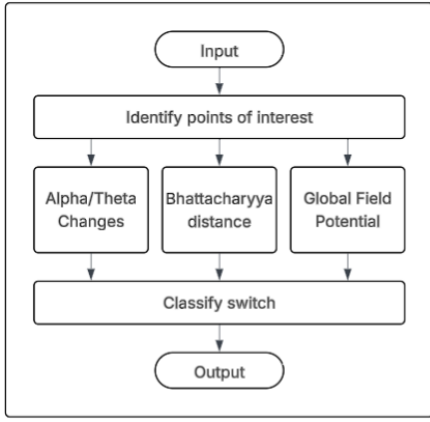 Input
Identify points of interest
Alpha/Theta
Changes
Bhattacharyya
distance
Global Field
Potential
Classify switch
Output